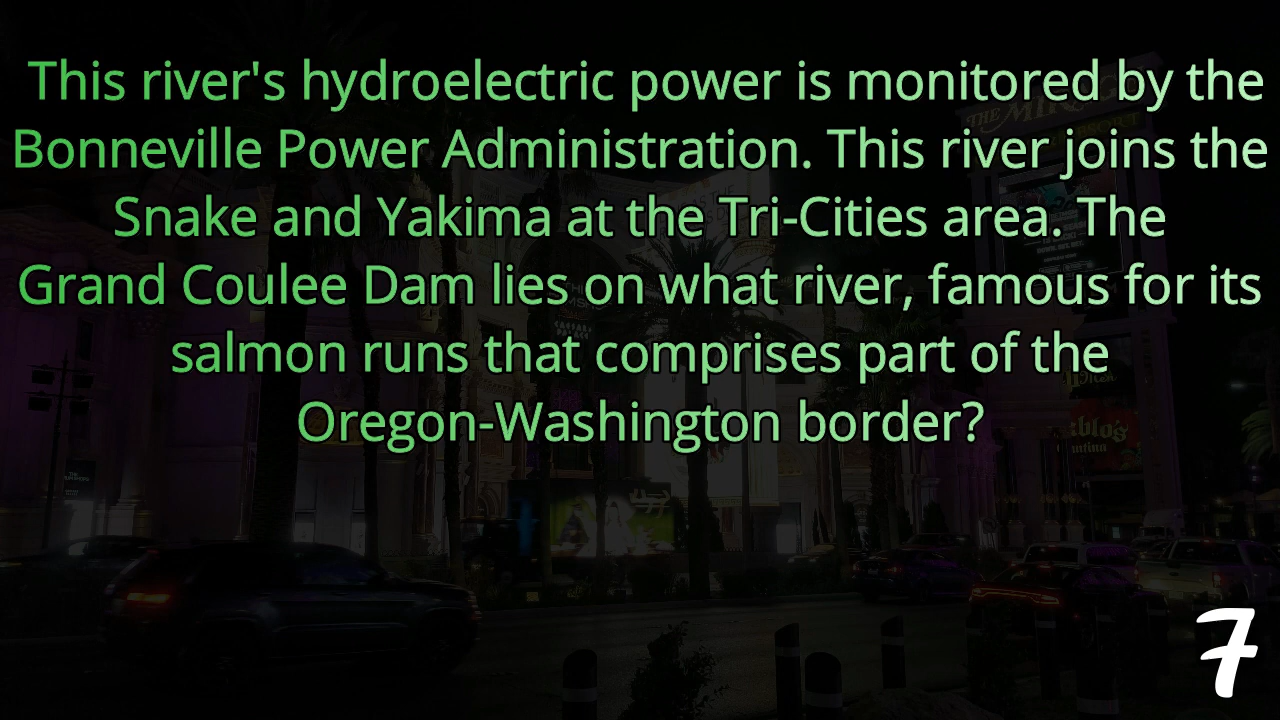 This river's hydroelectric power is monitored by the
Bonneville Power Administration. This river joins the
Snake and Yakima at the Tri-Cities area. The
Grand Coulee Dam lies on what river, famous for its
salmon runs that comprises part of the
Oregon-Washington border?
THE MIRAGE
7